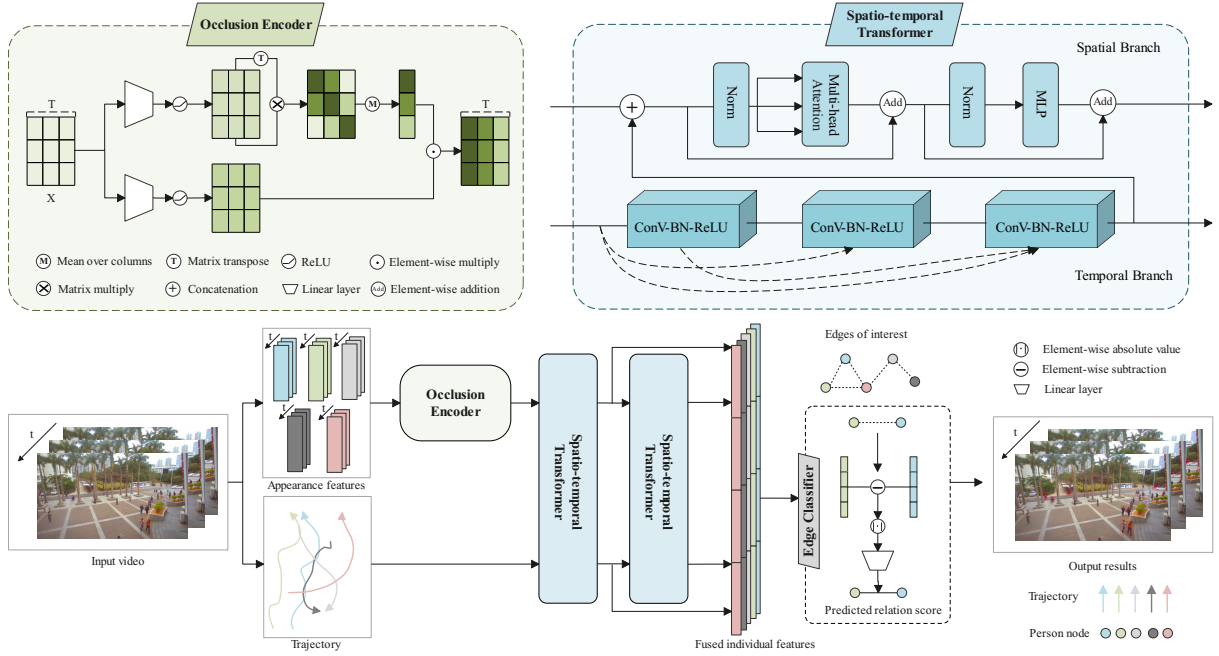 Occlusion Encoder
T
T
M
T
X
M Mean over columns
T Matrix transpose
ReLU
Element-wise multiply
Matrix multiply
Concatenation
Linear layer
Add Element-wise addition
Spatio-temporal
Transformer
Spatial Branch
Norm
Multi-head
Attention
Add
Norm
MLP
Add
ConV-BN-ReLU
ConV-BN-ReLU
ConV-BN-ReLU
Temporal Branch
t
Input video
t
t
t
t
t
Appearance features
Trajectory
Occlusion
Encoder
Spatio-temporal
Transformer
Spatio-temporal
Transformer
Fused individual features
Edges of interest
Edge Classifier
Predicted relation score
Element-wise absolute value
Element-wise subtraction
Linear layer
t
Output results
Trajectory
Person node